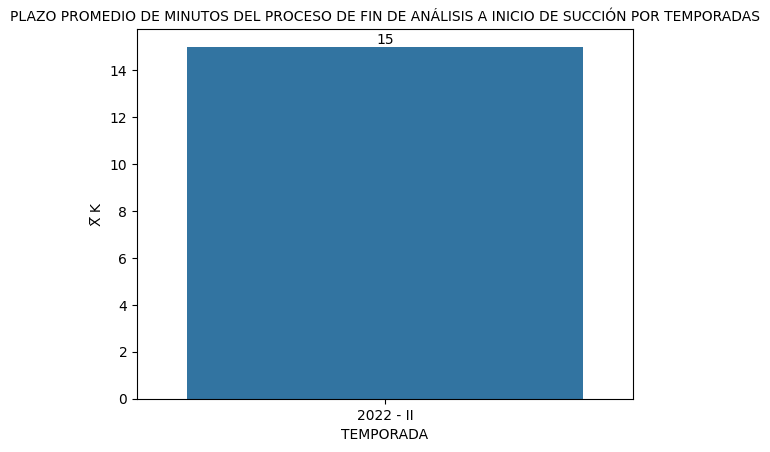 PLAZO PROMEDIO DE MINUTOS DEL PROCESO DE FIN DE ANÁLISIS A INICIO DE SUCCIÓN POR TEMPORADAS
15
14
12
10
8
6
4
2
0
X̄ K
2022 - II
TEMPORADA